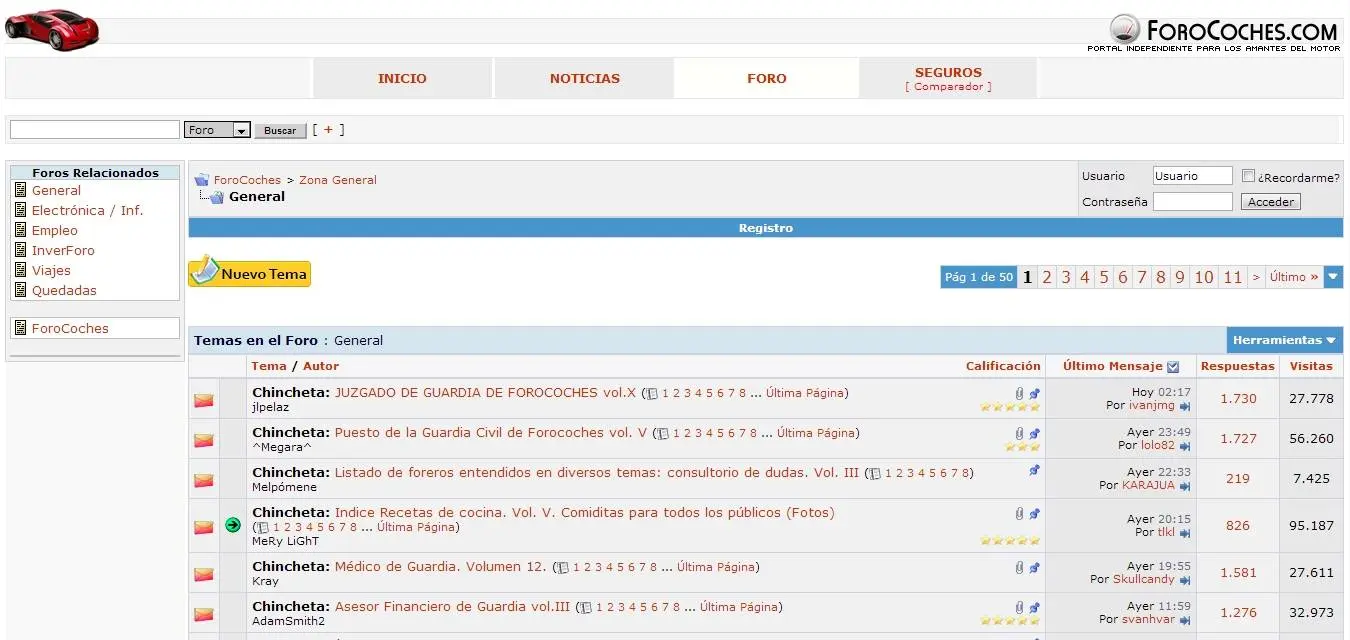 FOROCOCHES.COM
PORTAL INDEPENDIENTE PARA LOS AMANTES DEL MOTOR
INICIO
NOTICIAS
FORO
SEGUROS
[ Comparador ]
Foro
Buscar
[ + ]
Foros Relacionados
General
Electrónica / Inf.
Empleo
InverForo
Viajes
Quedadas
ForoCoches
ForoCoches > Zona General
General
Usuario Usuario ¿Recordarme?
Contraseña Acceder
Registro
Nuevo Tema
Pág 1 de 50 1 2 3 4 5 6 7 8 9 10 11 > Último »
Temas en el Foro : General Herramientas
Tema / Autor Calificación Último Mensaje Respuestas Visitas
Chincheta: JUZGADO DE GUARDIA DE FOROCOCHES vol.X ( 1 2 3 4 5 6 7 8 ... Última Página)
jlpelaz
Hoy 02:17
Por ivanjmg
1.730
27.778
Chincheta: Puesto de la Guardia Civil de Forocoches vol. V ( 1 2 3 4 5 6 7 8 ... Última Página)
^Megara^
Ayer 23:49
Por lolo82
1.727
56.260
Chincheta: Listado de foreros entendidos en diversos temas: consultorio de dudas. Vol. III ( 1 2 3 4 5 6 7 8)
Melpómene
Ayer 22:33
Por KARAJUA
219
7.425
Chincheta: Indice Recetas de cocina. Vol. V. Comiditas para todos los públicos (Fotos)
( 1 2 3 4 5 6 7 8 ... Última Página)
MeRy LiGhT
Ayer 20:15
Por tlkl
826
95.187
Chincheta: Médico de Guardia. Volumen 12. ( 1 2 3 4 5 6 7 8 ... Última Página)
Kray
Ayer 19:55
Por Skullcandy
1.581
27.611
Chincheta: Asesor Financiero de Guardia vol.III ( 1 2 3 4 5 6 7 8 ... Última Página)
AdamSmith2
Ayer 11:59
Por svanhvar
1.276
32.973